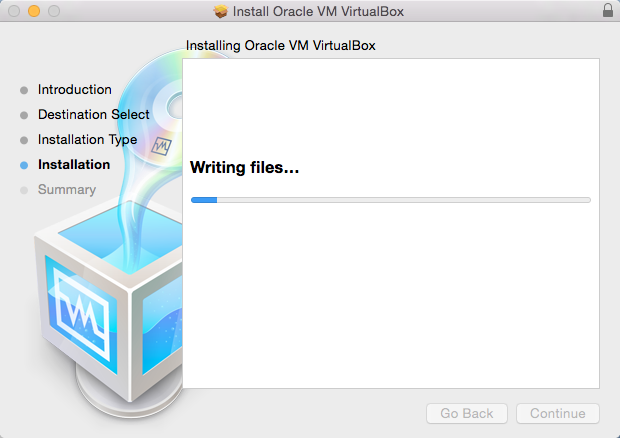 Install Oracle VM VirtualBox
Installing Oracle VM VirtualBox
Introduction
Destination Select
Installation Type
Installation
Summary
Writing files...
Go Back
Continue